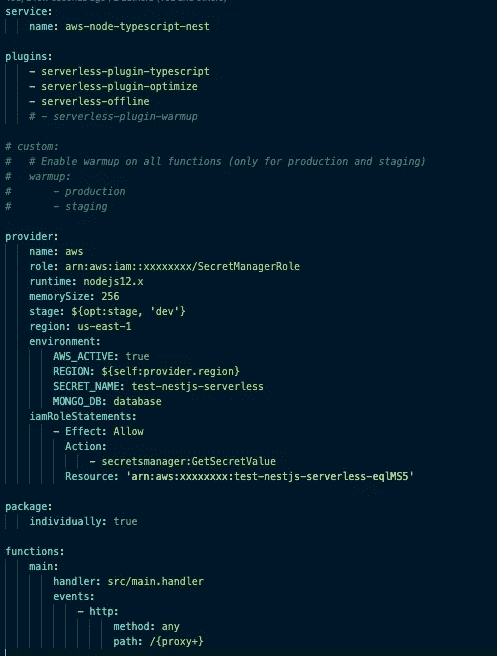 service:
    name: aws-node-typescript-nest

plugins:
    - serverless-plugin-typescript
    - serverless-plugin-optimize
    - serverless-offline
    # - serverless-plugin-warmup

# custom:
#   # Enable warmup on all functions (only for production and staging)
#   warmup:
#       - production
#       - staging

provider:
    name: aws
    role: arn:aws:iam::xxxxxxxx/SecretManagerRole
    runtime: nodejs12.x
    memorySize: 256
    stage: ${opt:stage, 'dev'}
    region: us-east-1
    environment:
        AWS_ACTIVE: true
        REGION: ${self:provider.region}
        SECRET_NAME: test-nestjs-serverless
        MONGO_DB: database
    iamRoleStatements:
        - Effect: Allow
          Action:
              - secretsmanager:GetSecretValue
          Resource: 'arn:aws:xxxxxxxx:test-nestjs-serverless-eqlMS5'

package:
    individually: true

functions:
    main:
        handler: src/main.handler
        events:
            - http:
                  method: any
                  path: /{proxy+}